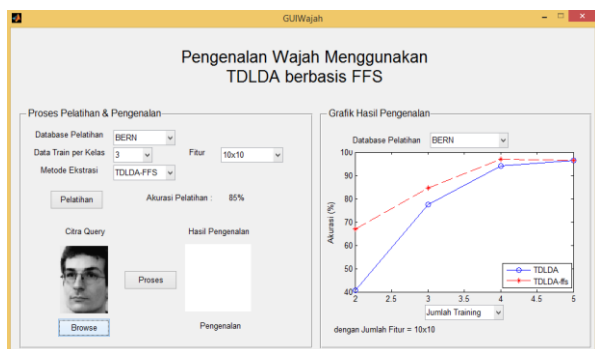 GUIWajah
Pengenalan Wajah Menggunakan
TDLDA berbasis FFS
Proses Pelatihan & Pengenalan
Database Pelatihan BERN
Data Train per Kelas 3 Fitur 10x10
Metode Ekstrasi TDLDA-FFS
Pelatihan Akurasi Pelatihan : 85%
Citra Query Hasil Pengenalan
Proses
Browse Pengenalan
Grafik Hasil Pengenalan
Database Pelatihan BERN
100
90
80
70
60
50
40
Akurasi (%)
TDLDA
TDLDA-ffs
2 2.5 3 3.5 4 4.5 5
Jumlah Training
dengan Jumlah Fitur = 10x10